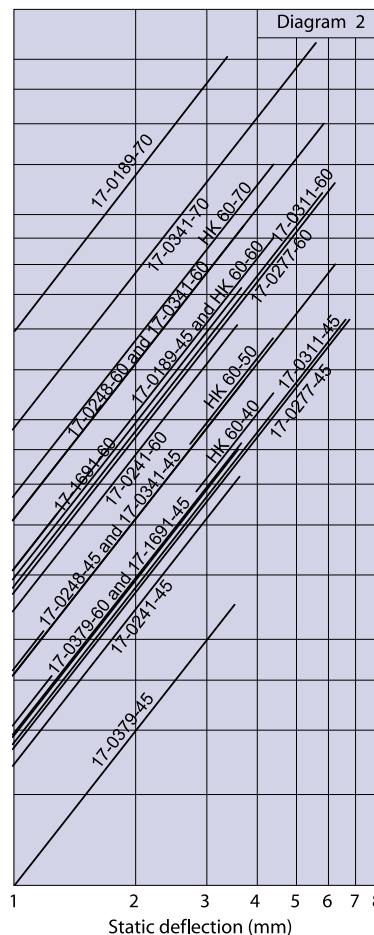 Diagram 2
17-0189-70
17-0341-70
HK 60-70
17-0248-60 and 17-0341-60
17-0311-60
17-0277-60
17-0189-45 and HK 60-60
17-1691-60
17-0241-60
HK 60-50
17-0248-45 and 17-0341-45
HK 60-40
17-0311-45
17-0277-45
17-0379-60 and 17-1691-45
17-0241-45
17-0379-45
1 2 3 4 5 6 7 8
Static deflection (mm)